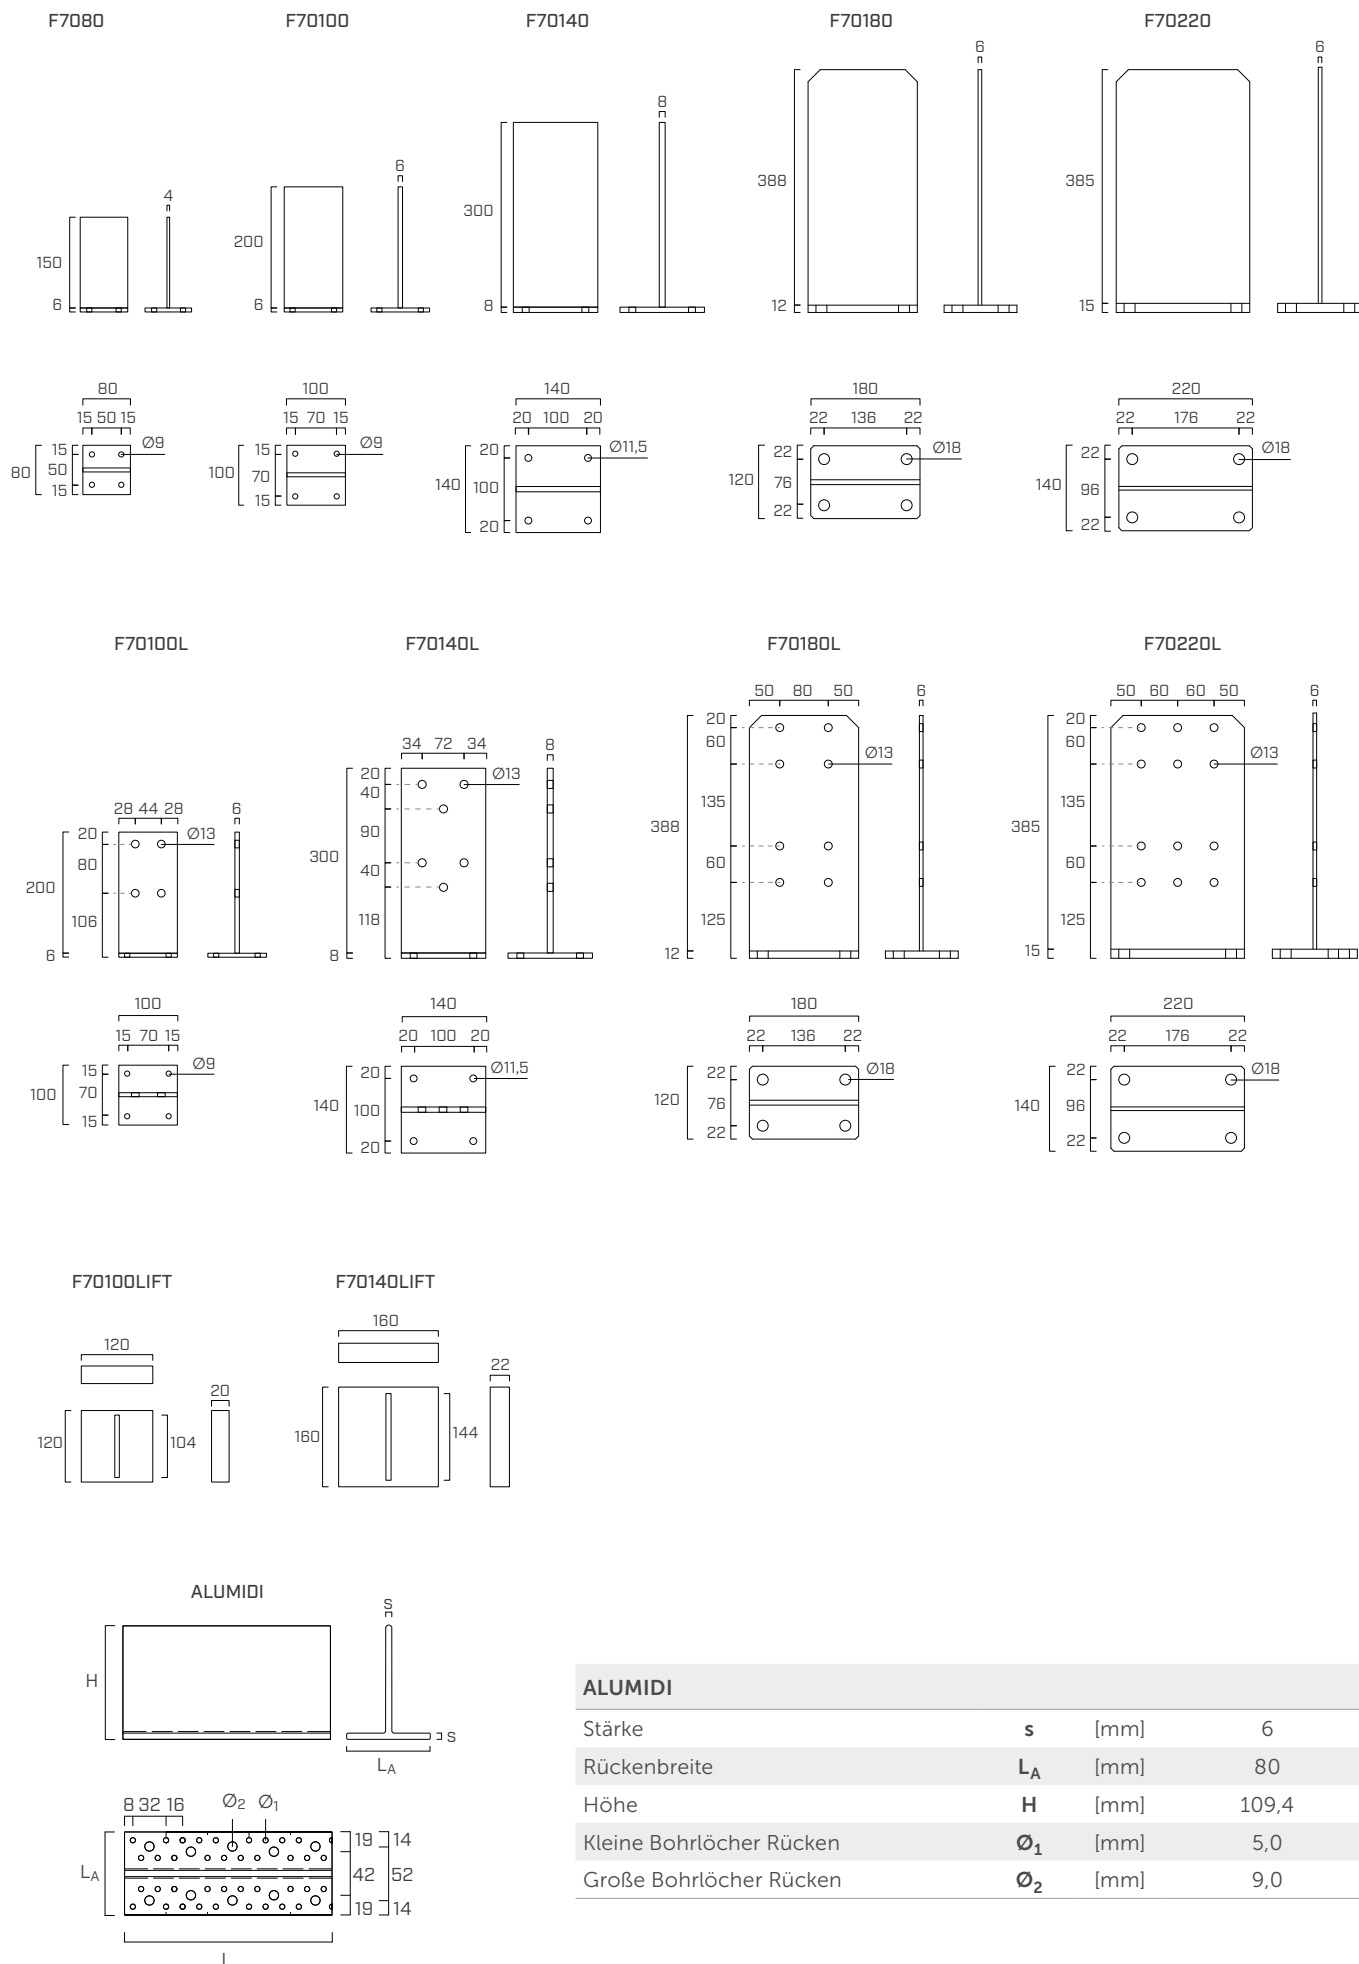 F7080 F70100 F70140 F70180 F70220
4
150
6
6
200
6
8
300
8
6
388
12
6
385
15
80
15 50 15
15
80 50
15
Ø9
100
15 70 15
15
100 70
15
Ø9
140
20 100 20
20
140 100
20
Ø11,5
180
22 136 22
22
120 76
22
Ø18
220
22 176 22
22
140 96
22
Ø18
F70100L F70140L F70180L F70220L
28 44 28 6
20
80
200
106
6
Ø13
34 72 34 8
20
40
90
300
40
118
8
Ø13
50 80 50 6
20
60
135
388
60
125
12
Ø13
50 60 60 50 6
20
60
135
385
60
125
15
Ø13
100
15 70 15
15
100 70
15
Ø9
140
20 100 20
20
140 100
20
Ø11,5
180
22 136 22
22
120 76
22
Ø18
220
22 176 22
22
140 96
22
Ø18
F70100LIFT F70140LIFT
120
20
120 104
160
22
160 144
ALUMIDI
s
H
s
LA
8 32 16 Ø2 Ø1
19 14
LA 42 52
19 14
ALUMIDI
Stärke s [mm] 6
Rückenbreite LA [mm] 80
Höhe H [mm] 109,4
Kleine Bohrlöcher Rücken Ø1 [mm] 5,0
Große Bohrlöcher Rücken Ø2 [mm] 9,0